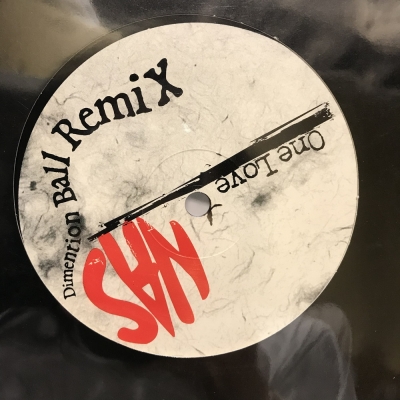 Dimention Ball Remix
One Love
NAS